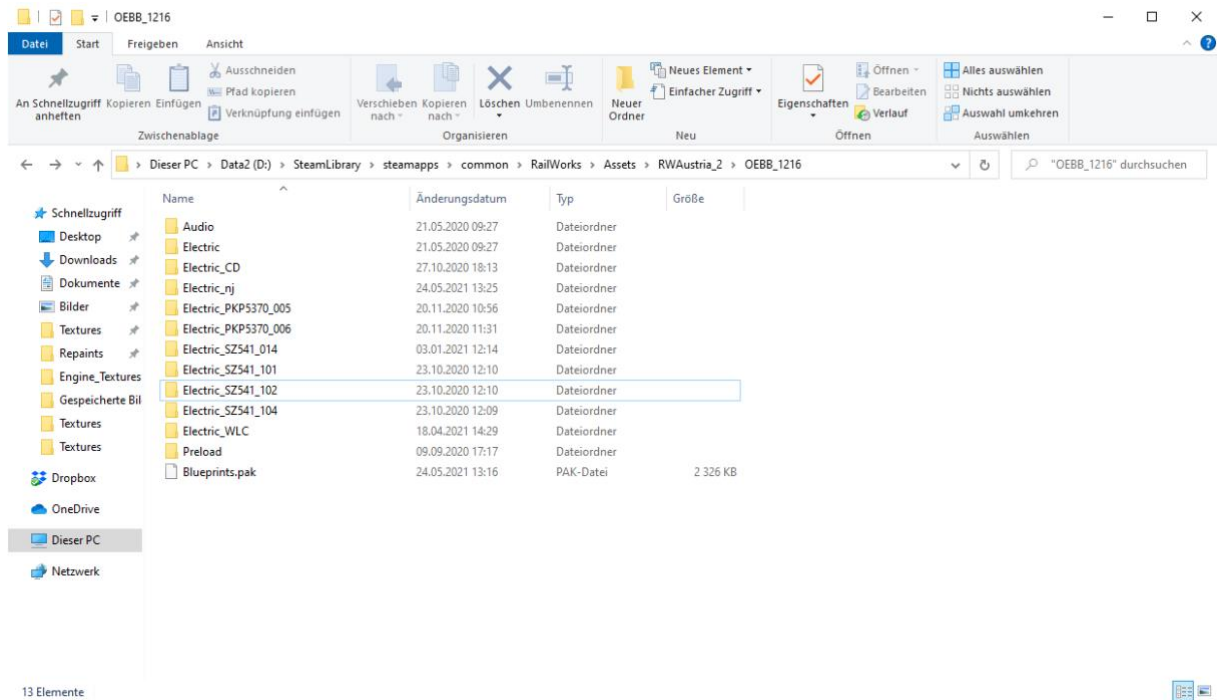 OEBB_1216
Datei Start Freigeben Ansicht
An Schnellzugriff anheften
Kopieren
Einfügen
Ausschneiden
Pfad kopieren
Verknüpfung einfügen
Zwischenablage
Verschieben nach
Kopieren nach
Löschen
Umbenennen
Organisieren
Neuer Ordner
Neues Element
Einfacher Zugriff
Neu
Eigenschaften
Öffnen
Bearbeiten
Verlauf
Öffnen
Alles auswählen
Nichts auswählen
Auswahl umkehren
Auswählen
Dieser PC > Data2 (D:) > SteamLibrary > steamapps > common > RailWorks > Assets > RWAustria_2 > OEBB_1216
"OEBB_1216" durchsuchen
Schnellzugriff
Desktop
Downloads
Dokumente
Bilder
Textures
Repaints
Engine_Textures
Gespeicherte Bil
Textures
Textures
Dropbox
OneDrive
Dieser PC
Netzwerk
Name Änderungsdatum Typ Größe
Audio 21.05.2020 09:27 Dateiordner
Electric 21.05.2020 09:27 Dateiordner
Electric_CD 27.10.2020 18:13 Dateiordner
Electric_nj 24.05.2021 13:25 Dateiordner
Electric_PKP5370_005 20.11.2020 10:56 Dateiordner
Electric_PKP5370_006 20.11.2020 11:31 Dateiordner
Electric_SZ541_014 03.01.2021 12:14 Dateiordner
Electric_SZ541_101 23.10.2020 12:10 Dateiordner
Electric_SZ541_102 23.10.2020 12:10 Dateiordner
Electric_SZ541_104 23.10.2020 12:09 Dateiordner
Electric_WLC 18.04.2021 14:29 Dateiordner
Preload 09.09.2020 17:17 Dateiordner
Blueprints.pak 24.05.2021 13:16 PAK-Datei 2 326 KB
13 Elemente